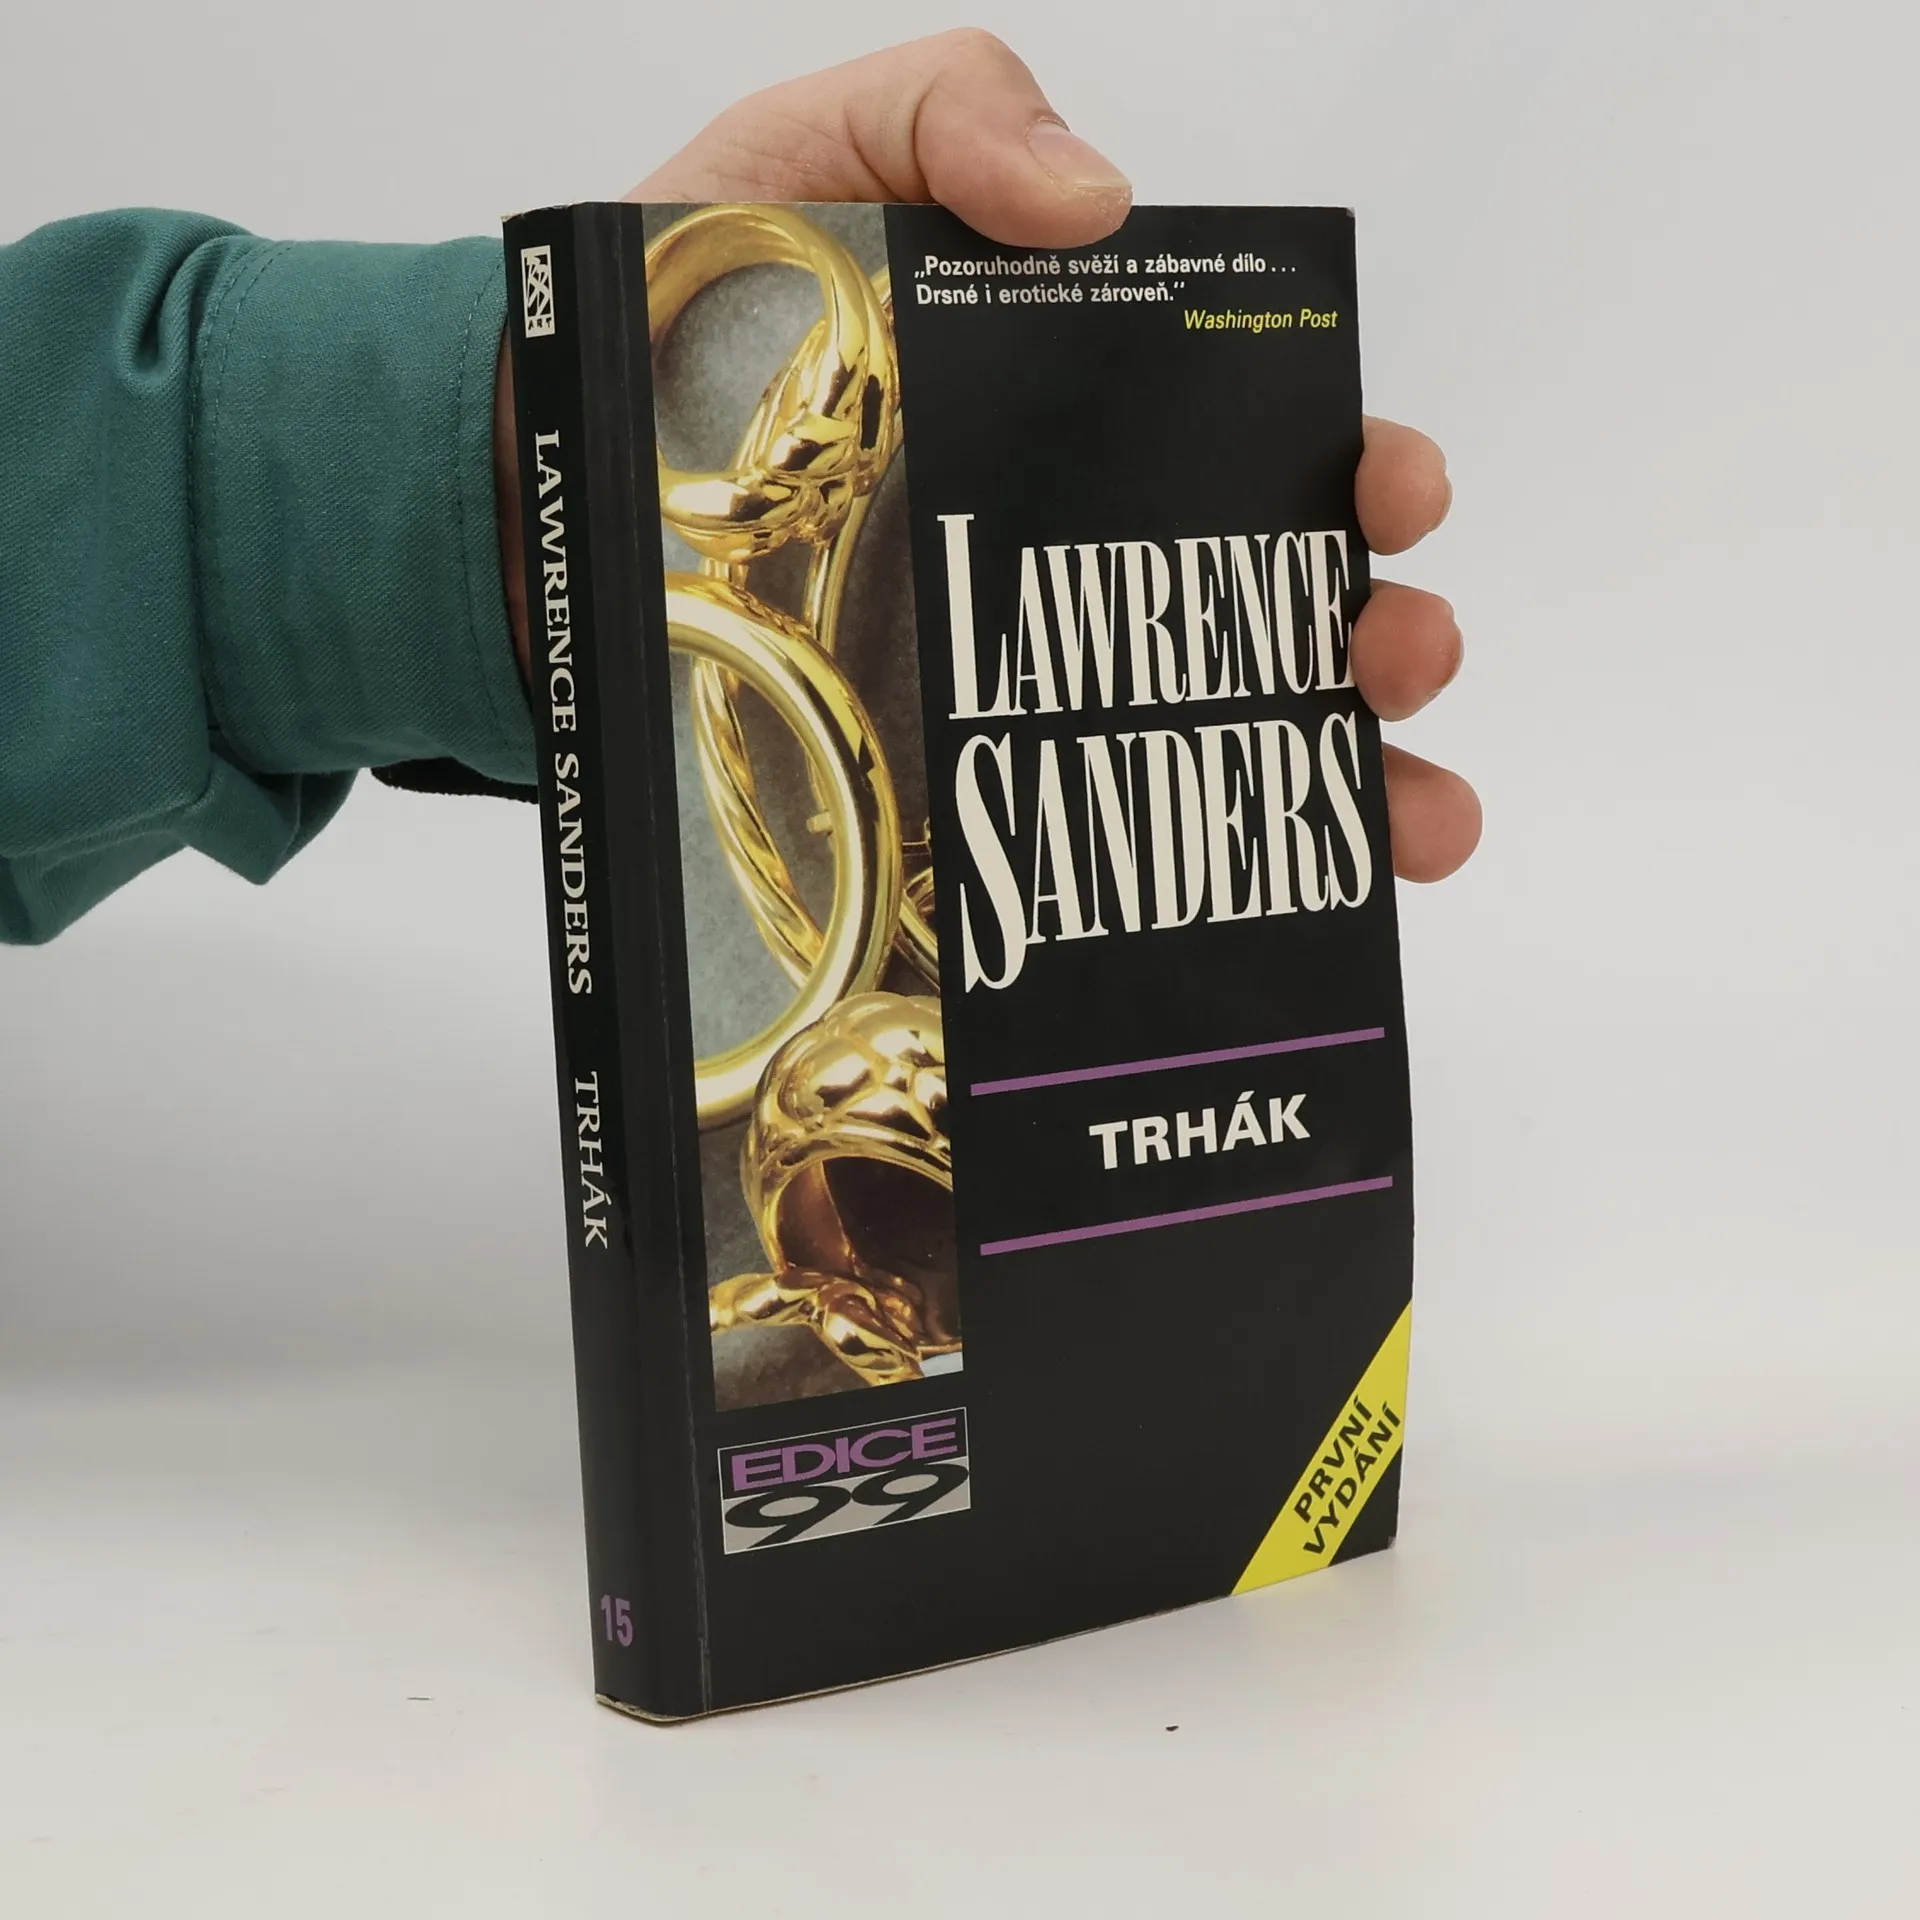 „Pozoruhodně svěží a zábavné dílo...
Drsné i erotické zároveň."
Washington Post
LAWRENCE
SANDERS
TRHÁK
EDICE
99
PRVNÍ
VYDÁNÍ
ART
LAWRENCE SANDERS TRHÁK
15